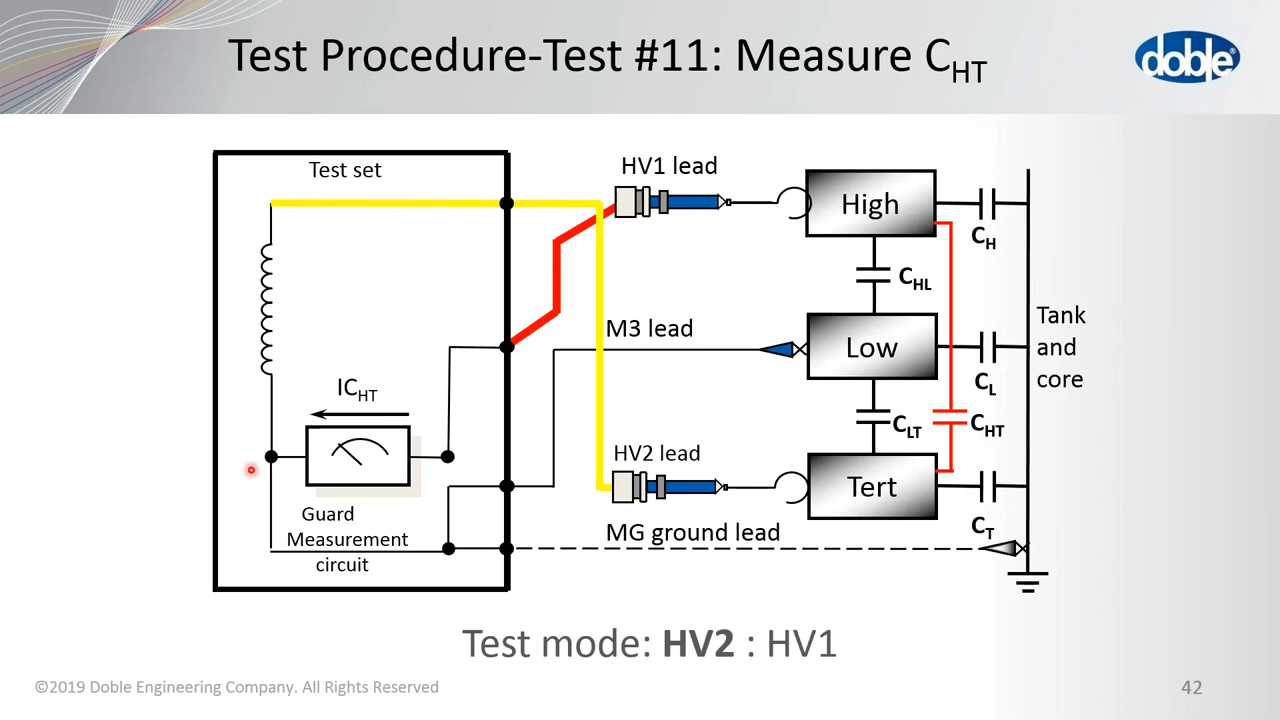 Test Procedure-Test #11: Measure CHT
doble®
Test set
HV1 lead
High
CH
CHL
M3 lead
Low
Tank
and
core
CL
ICHT
CLT
CHT
HV2 lead
Tert
Guard
Measurement
circuit
MG ground lead
CT
Test mode: HV2 : HV1
©2019 Doble Engineering Company. All Rights Reserved
42